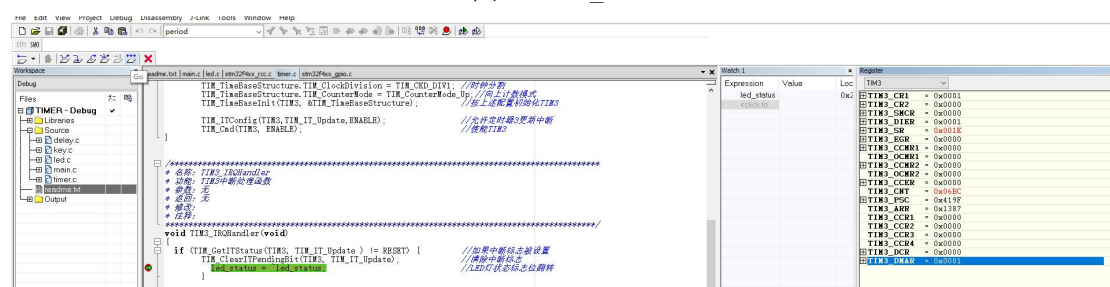 File Edit View Project Debug Disassembly J-Link Tools Window Help
period
ETM SWO
Workspace
Go
Debug
Files
TIMER - Debug
Libraries
Source
delay.c
key.c
led.c
main.c
timer.c
readme.txt
Output
readme.txt | main.c | led.c | stm32f4xx_rcc.c | timer.c | stm32f4xx_gpio.c
TIM_TimeBaseStructure.TIM_ClockDivision = TIM_CKD_DIV1; //时钟分割
TIM_TimeBaseStructure.TIM_CounterMode = TIM_CounterMode_Up;//向上计数模式
TIM_TimeBaseInit(TIM3, &TIM_TimeBaseStructure); //按上述配置初始化TIM3
TIM_ITConfig(TIM3,TIM_IT_Update,ENABLE); //允许定时器3更新中断
TIM_Cmd(TIM3, ENABLE); //使能TIM3
}
* 名称: TIM3_IRQHandler
* 功能: TIM3中断处理函数
* 参数: 无
* 返回: 无
* 修改:
* 注释:
void TIM3_IRQHandler(void)
{
if (TIM_GetITStatus(TIM3, TIM_IT_Update ) != RESET) { //如果中断标志被设置
TIM_ClearITPendingBit(TIM3, TIM_IT_Update); //清除中断标志
led_status = led_status; //LED灯状态标志位翻转
}
Watch 1
Expression Value Loc
led_status 0x2
<click to...
Register
TIM3
TIM3_CR1 = 0x0001
TIM3_CR2 = 0x0000
TIM3_SMCR = 0x0000
TIM3_DIER = 0x0001
TIM3_SR = 0x001E
TIM3_EGR = 0x0000
TIM3_CCMR1 = 0x0000
TIM3_OCMR1 = 0x0000
TIM3_CCMR2 = 0x0000
TIM3_OCMR2 = 0x0000
TIM3_CCER = 0x0000
TIM3_CNT = 0x06BC
TIM3_PSC = 0x419F
TIM3_ARR = 0x1387
TIM3_CCR1 = 0x0000
TIM3_CCR2 = 0x0000
TIM3_CCR3 = 0x0000
TIM3_CCR4 = 0x0000
TIM3_DCR = 0x0000
TIM3_DMAR = 0x0001